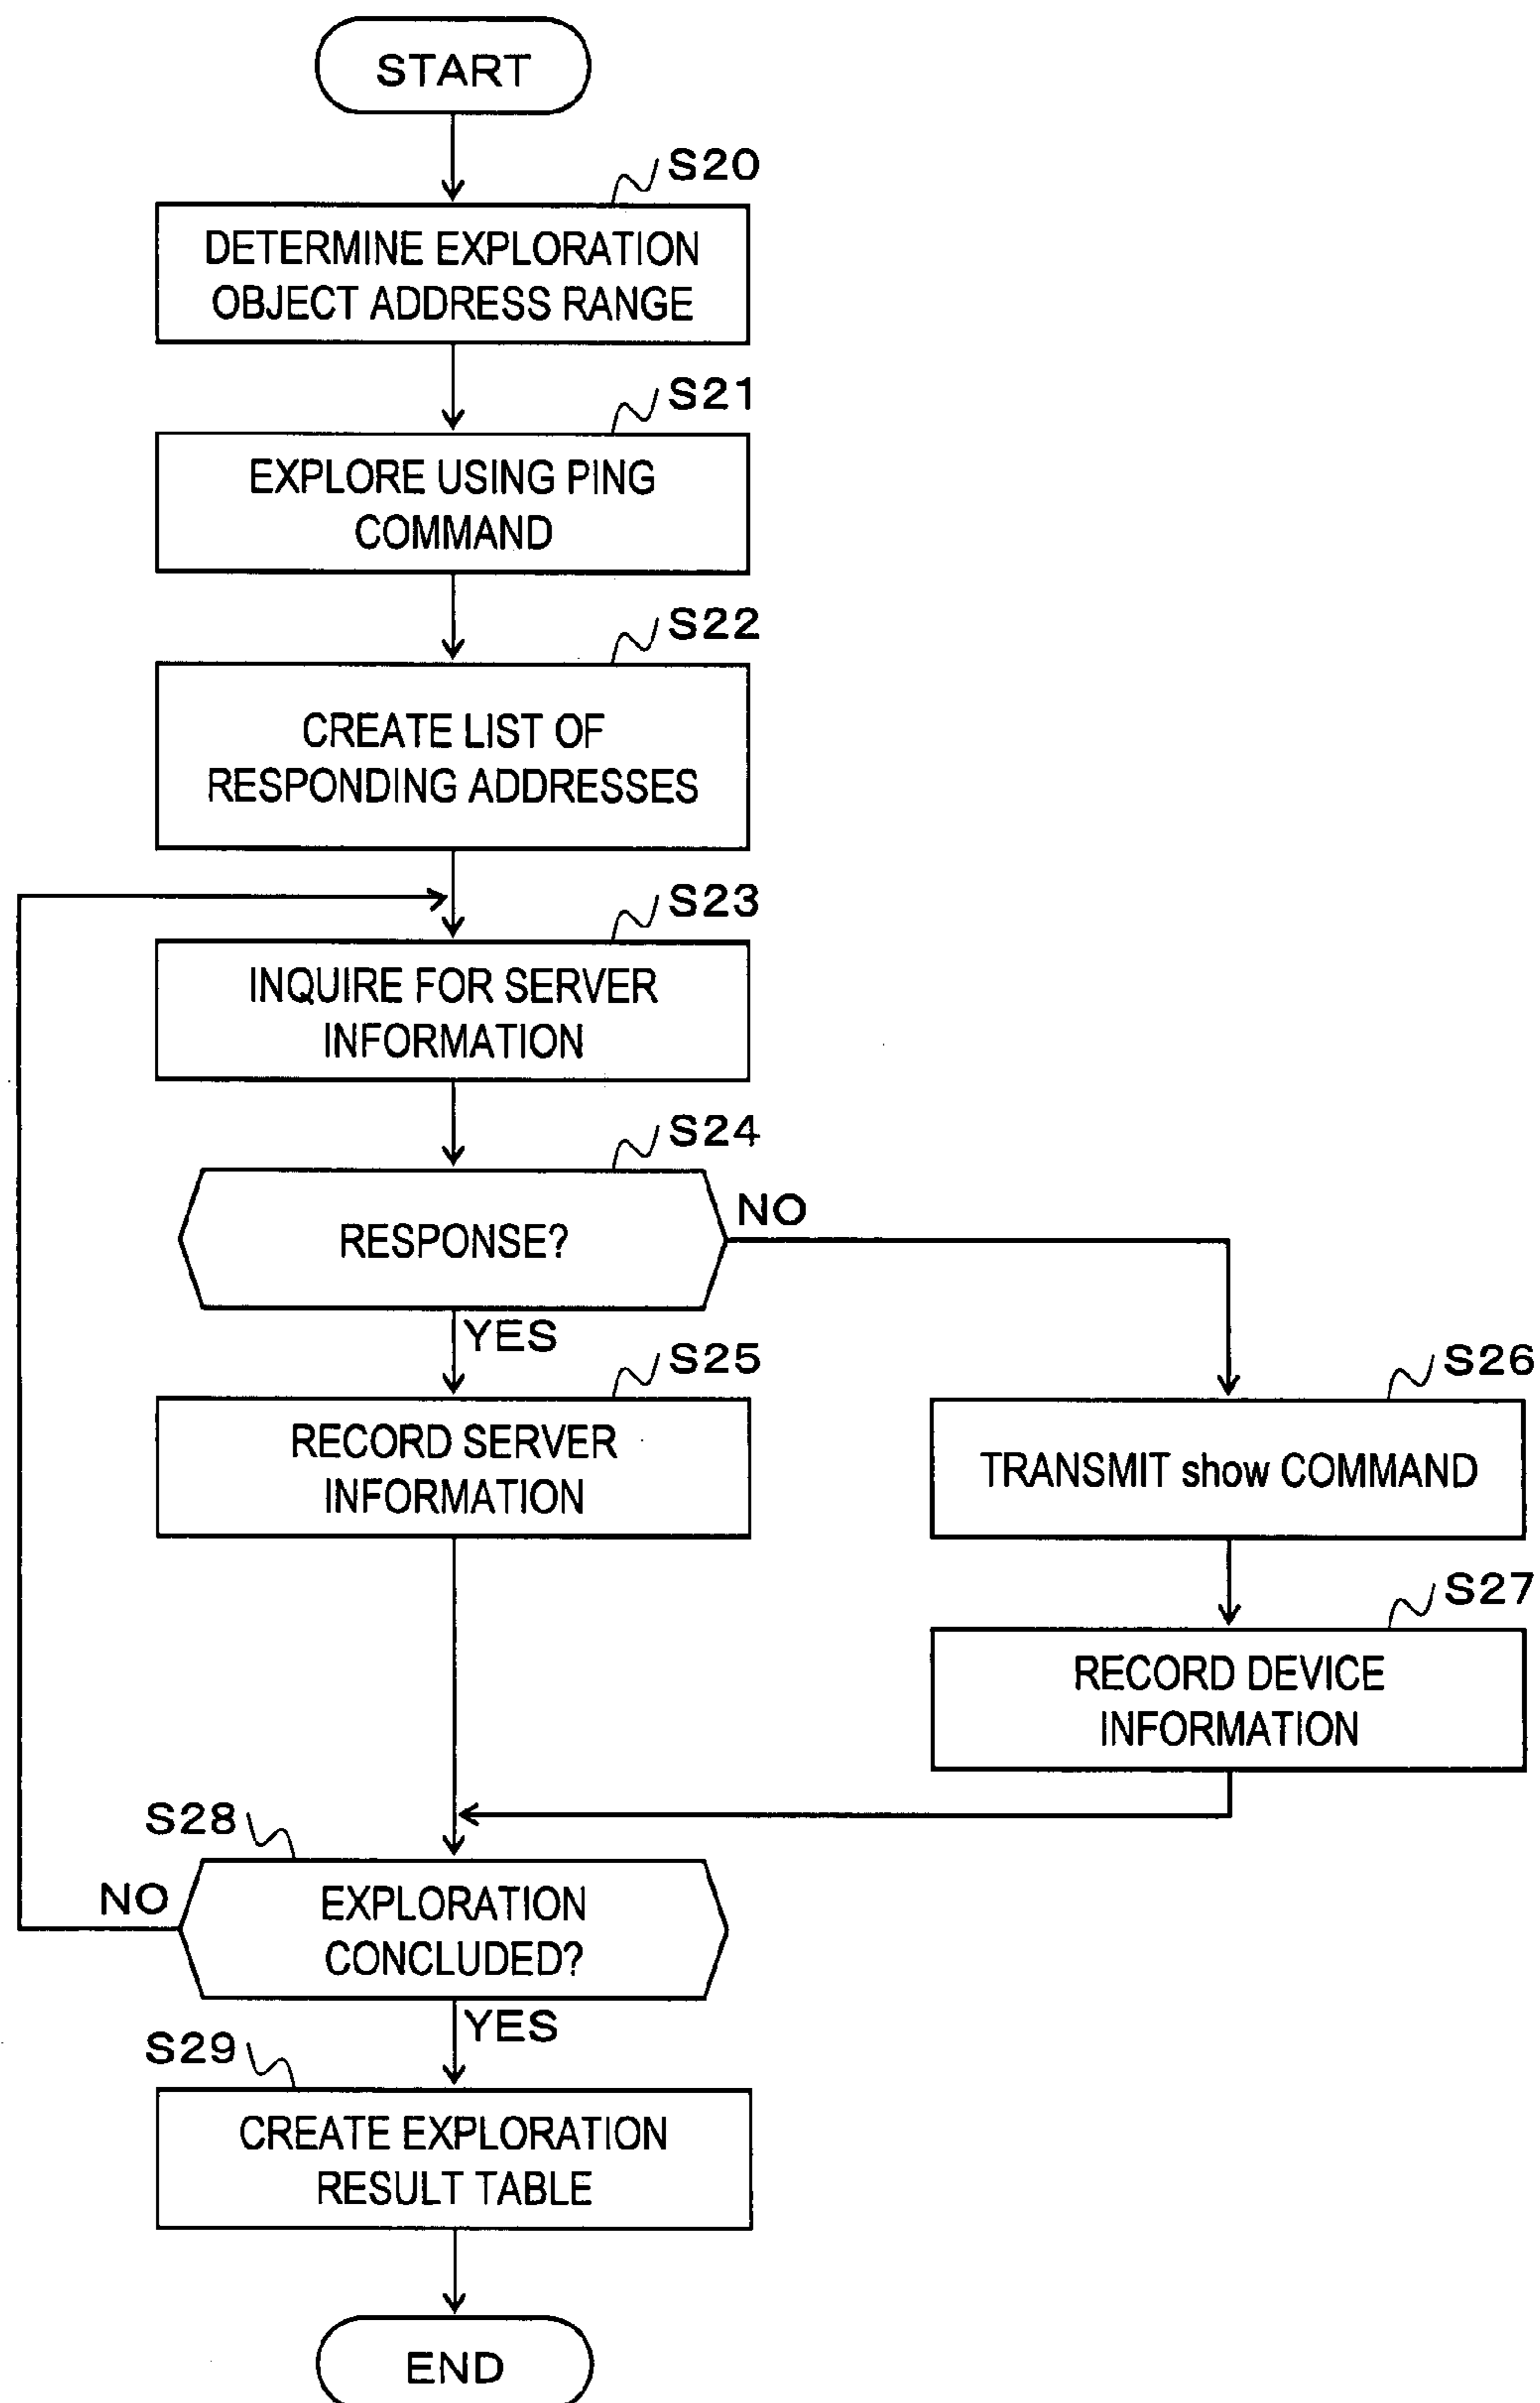 START
S20
DETERMINE EXPLORATION
OBJECT ADDRESS RANGE
S21
EXPLORE USING PING
COMMAND
S22
CREATE LIST OF
RESPONDING ADDRESSES
S23
INQUIRE FOR SERVER
INFORMATION
S24
RESPONSE?
NO
YES
S25
RECORD SERVER
INFORMATION
S26
TRANSMIT show COMMAND
S27
RECORD DEVICE
INFORMATION
S28
EXPLORATION
CONCLUDED?
NO
YES
S29
CREATE EXPLORATION
RESULT TABLE
END